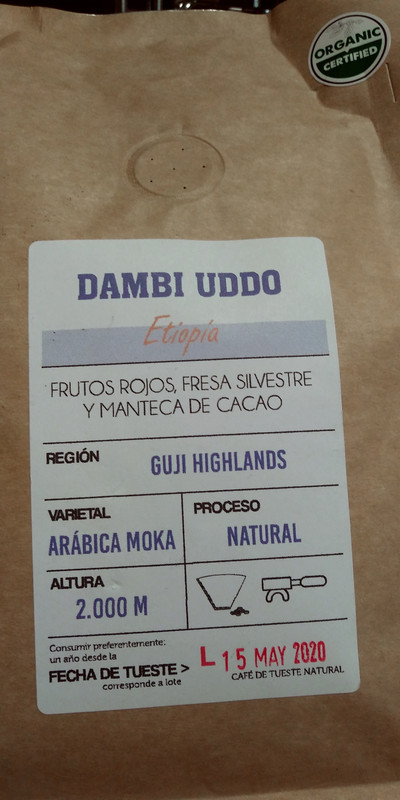 ORGANIC
CERTIFIED
DAMBI UDDO
Etiopía
FRUTOS ROJOS, FRESA SILVESTRE
Y MANTECA DE CACAO
REGIÓN
GUJI HIGHLANDS
VARIETAL
ARÁBICA MOKA
PROCESO
NATURAL
ALTURA
2.000 M
Consumir preferentemente:
un año desde la
FECHA DE TUESTE >
corresponde a lote
L 15 MAY 2020
CAFÉ DE TUESTE NATURAL